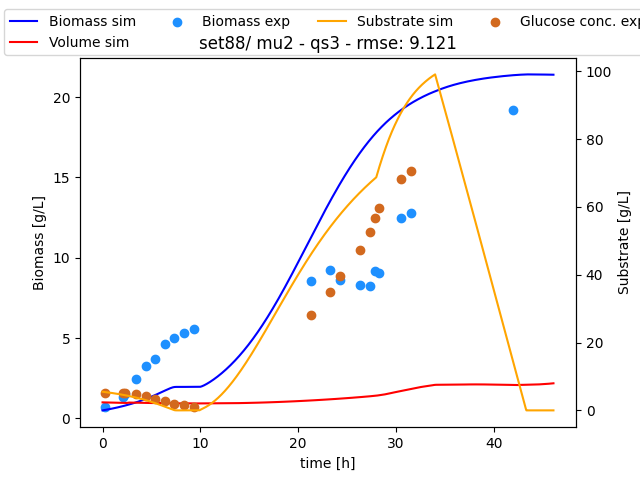 Biomass sim
Biomass exp
Substrate sim
Glucose conc. exp
Volume sim
set88/ mu2 - qs3 - rmse: 9.121
Biomass [g/L]
Substrate [g/L]
20
15
10
5
0
100
80
60
40
20
0
0 10 20 30 40
time [h]